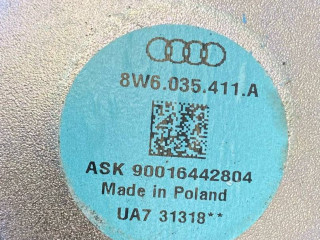 8W6.035.411.A
ASK 90016442804
Made in Poland
UA7 31318**